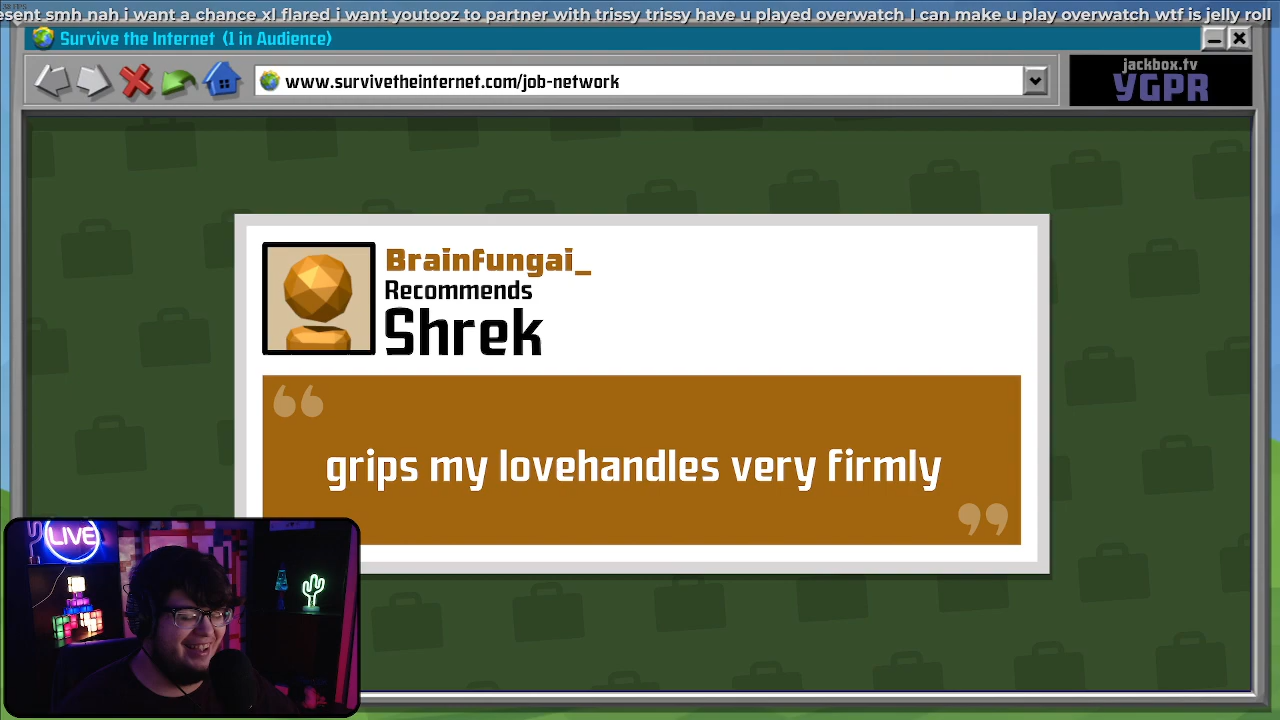 esent smh nah i want a chance xl flared i want youtooz to partner with trissy trissy have u played overwatch I can make u play overwatch wtf is jelly roll
Survive the Internet (1 in Audience)
www.survivetheinternet.com/job-network
jackbox.tv
YGPR
Brainfungai_
Recommends
Shrek
“
grips my lovehandles very firmly
”
LIVE